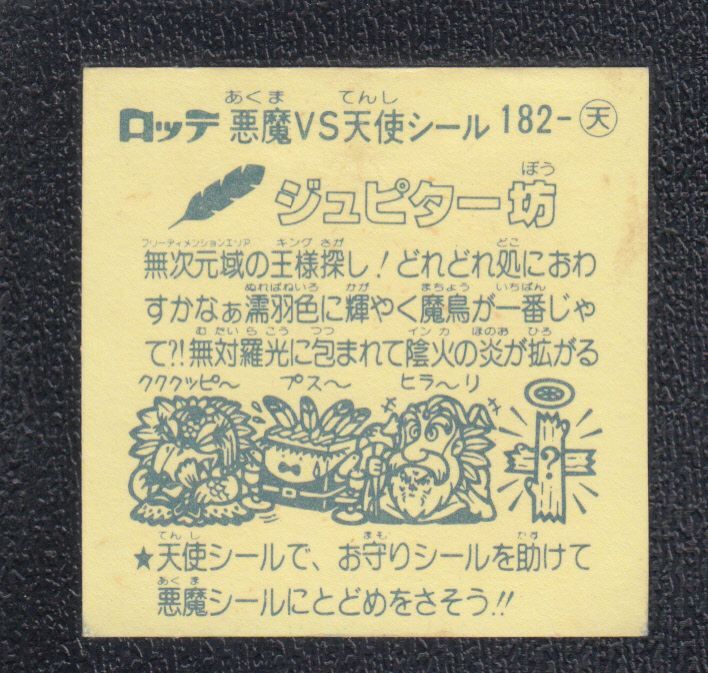 あくま てんし
ロッテ 悪魔VS天使シール 182-天
ぼう
ジュピター坊
フリーディメンションエリア キング さが どこ
無次元域の王様探し!どれどれ処におわ
ぬればねいろ かが まちょう いちばん
すかなぁ濡羽色に輝やく魔鳥が一番じゃ
む たいら こう つつ インカ ほのお ひろ
て?!無対羅光に包まれて陰火の炎が拡がる
クククッピ〜 プス〜 ヒラ〜リ
?
てんし まも たす
★天使シールで、お守りシールを助けて
あくま
悪魔シールにとどめをさそう!!